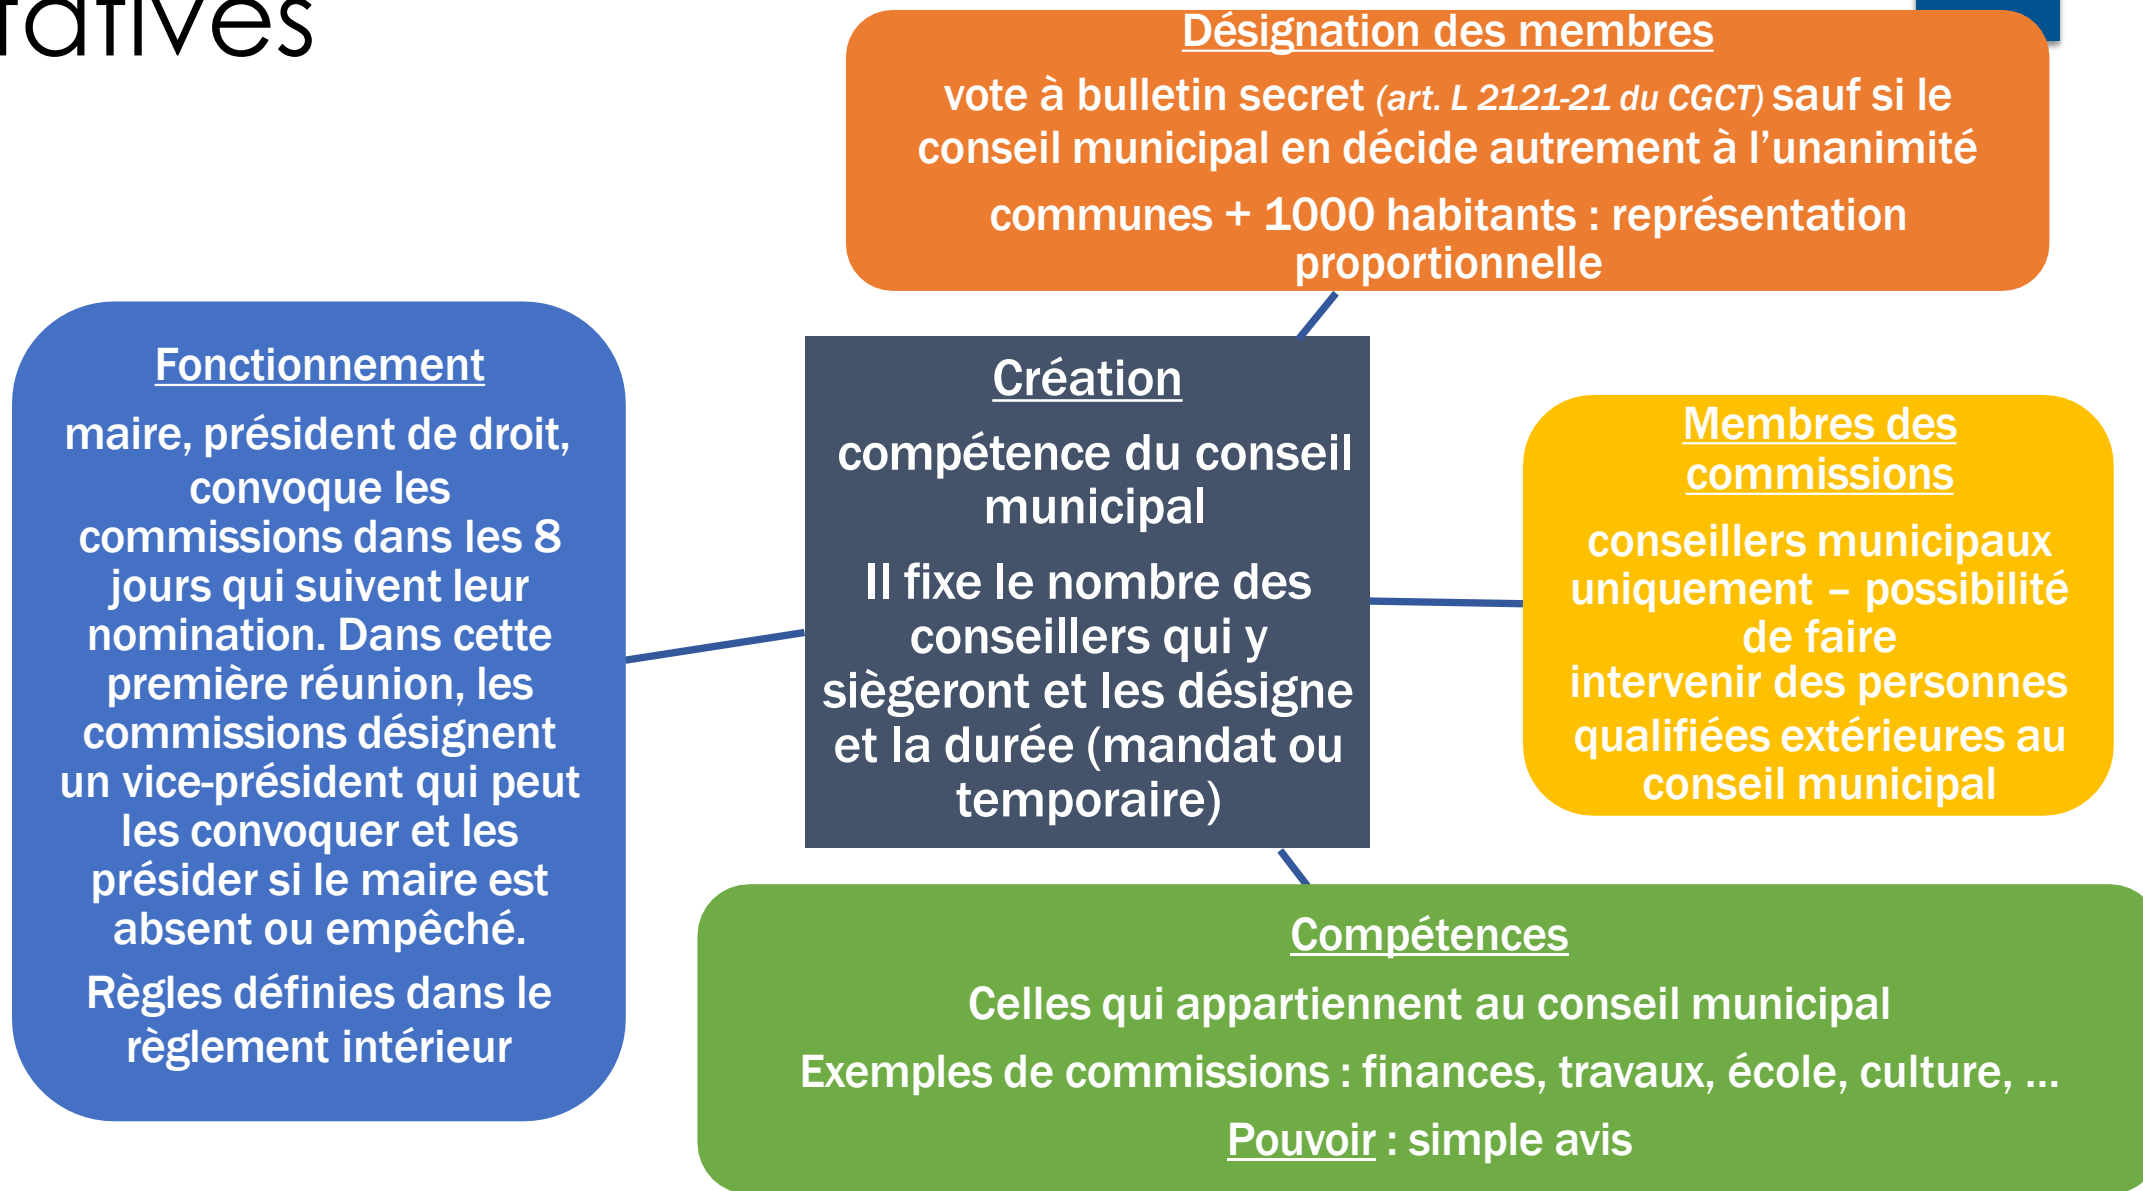 tatives
Désignation des membres
vote à bulletin secret (art. L 2121-21 du CGCT) sauf si le
conseil municipal en décide autrement à l’unanimité
communes + 1000 habitants : représentation
proportionnelle
Fonctionnement
maire, président de droit,
convoque les
commissions dans les 8
jours qui suivent leur
nomination. Dans cette
première réunion, les
commissions désignent
un vice-président qui peut
les convoquer et les
présider si le maire est
absent ou empêché.
Règles définies dans le
règlement intérieur
Création
compétence du conseil
municipal
Il fixe le nombre des
conseillers qui y
siègeront et les désigne
et la durée (mandat ou
temporaire)
Membres des
commissions
conseillers municipaux
uniquement – possibilité
de faire
intervenir des personnes
qualifiées extérieures au
conseil municipal
Compétences
Celles qui appartiennent au conseil municipal
Exemples de commissions : finances, travaux, école, culture, ...
Pouvoir : simple avis